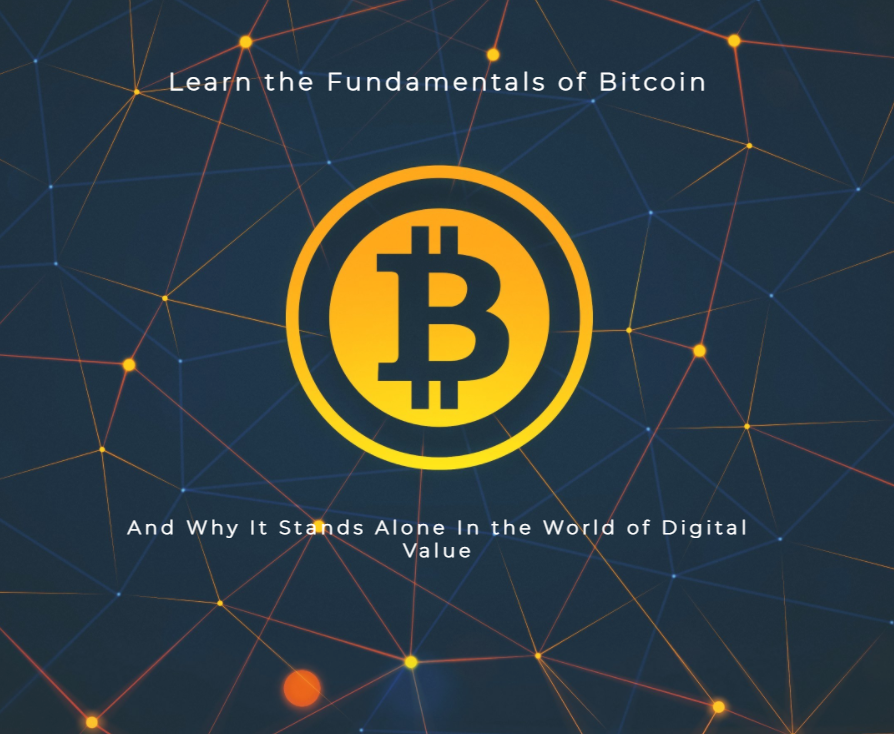 Learn the Fundamentals of Bitcoin
And Why It Stands Alone In the World of Digital
Value